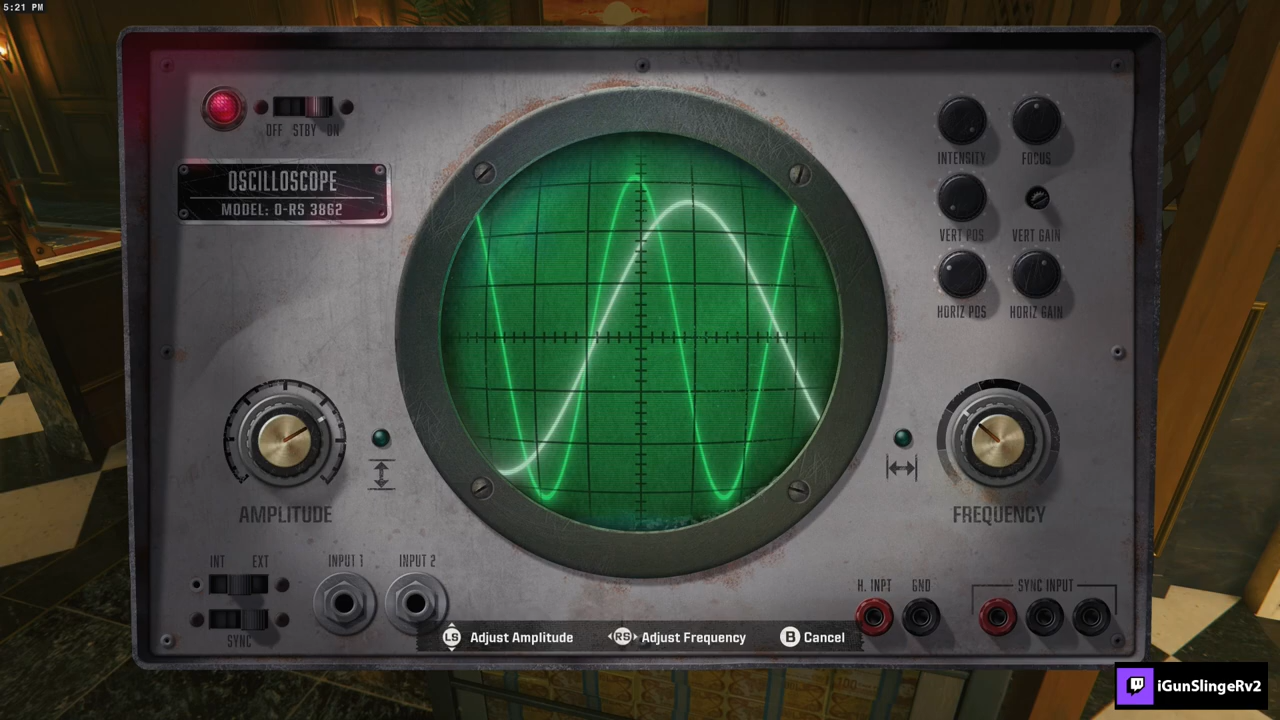 5:21 PM
OFF STBY ON
OSCILLOSCOPE
MODEL: O-RS 3862
INTENSITY
FOCUS
VERT POS
VERT GAIN
HORIZ POS
HORIZ GAIN
AMPLITUDE
FREQUENCY
INT EXT
SYNC
INPUT 1
INPUT 2
H. INPT GND
SYNC INPUT
LS Adjust Amplitude RS Adjust Frequency B Cancel
iGunSlingeRv2